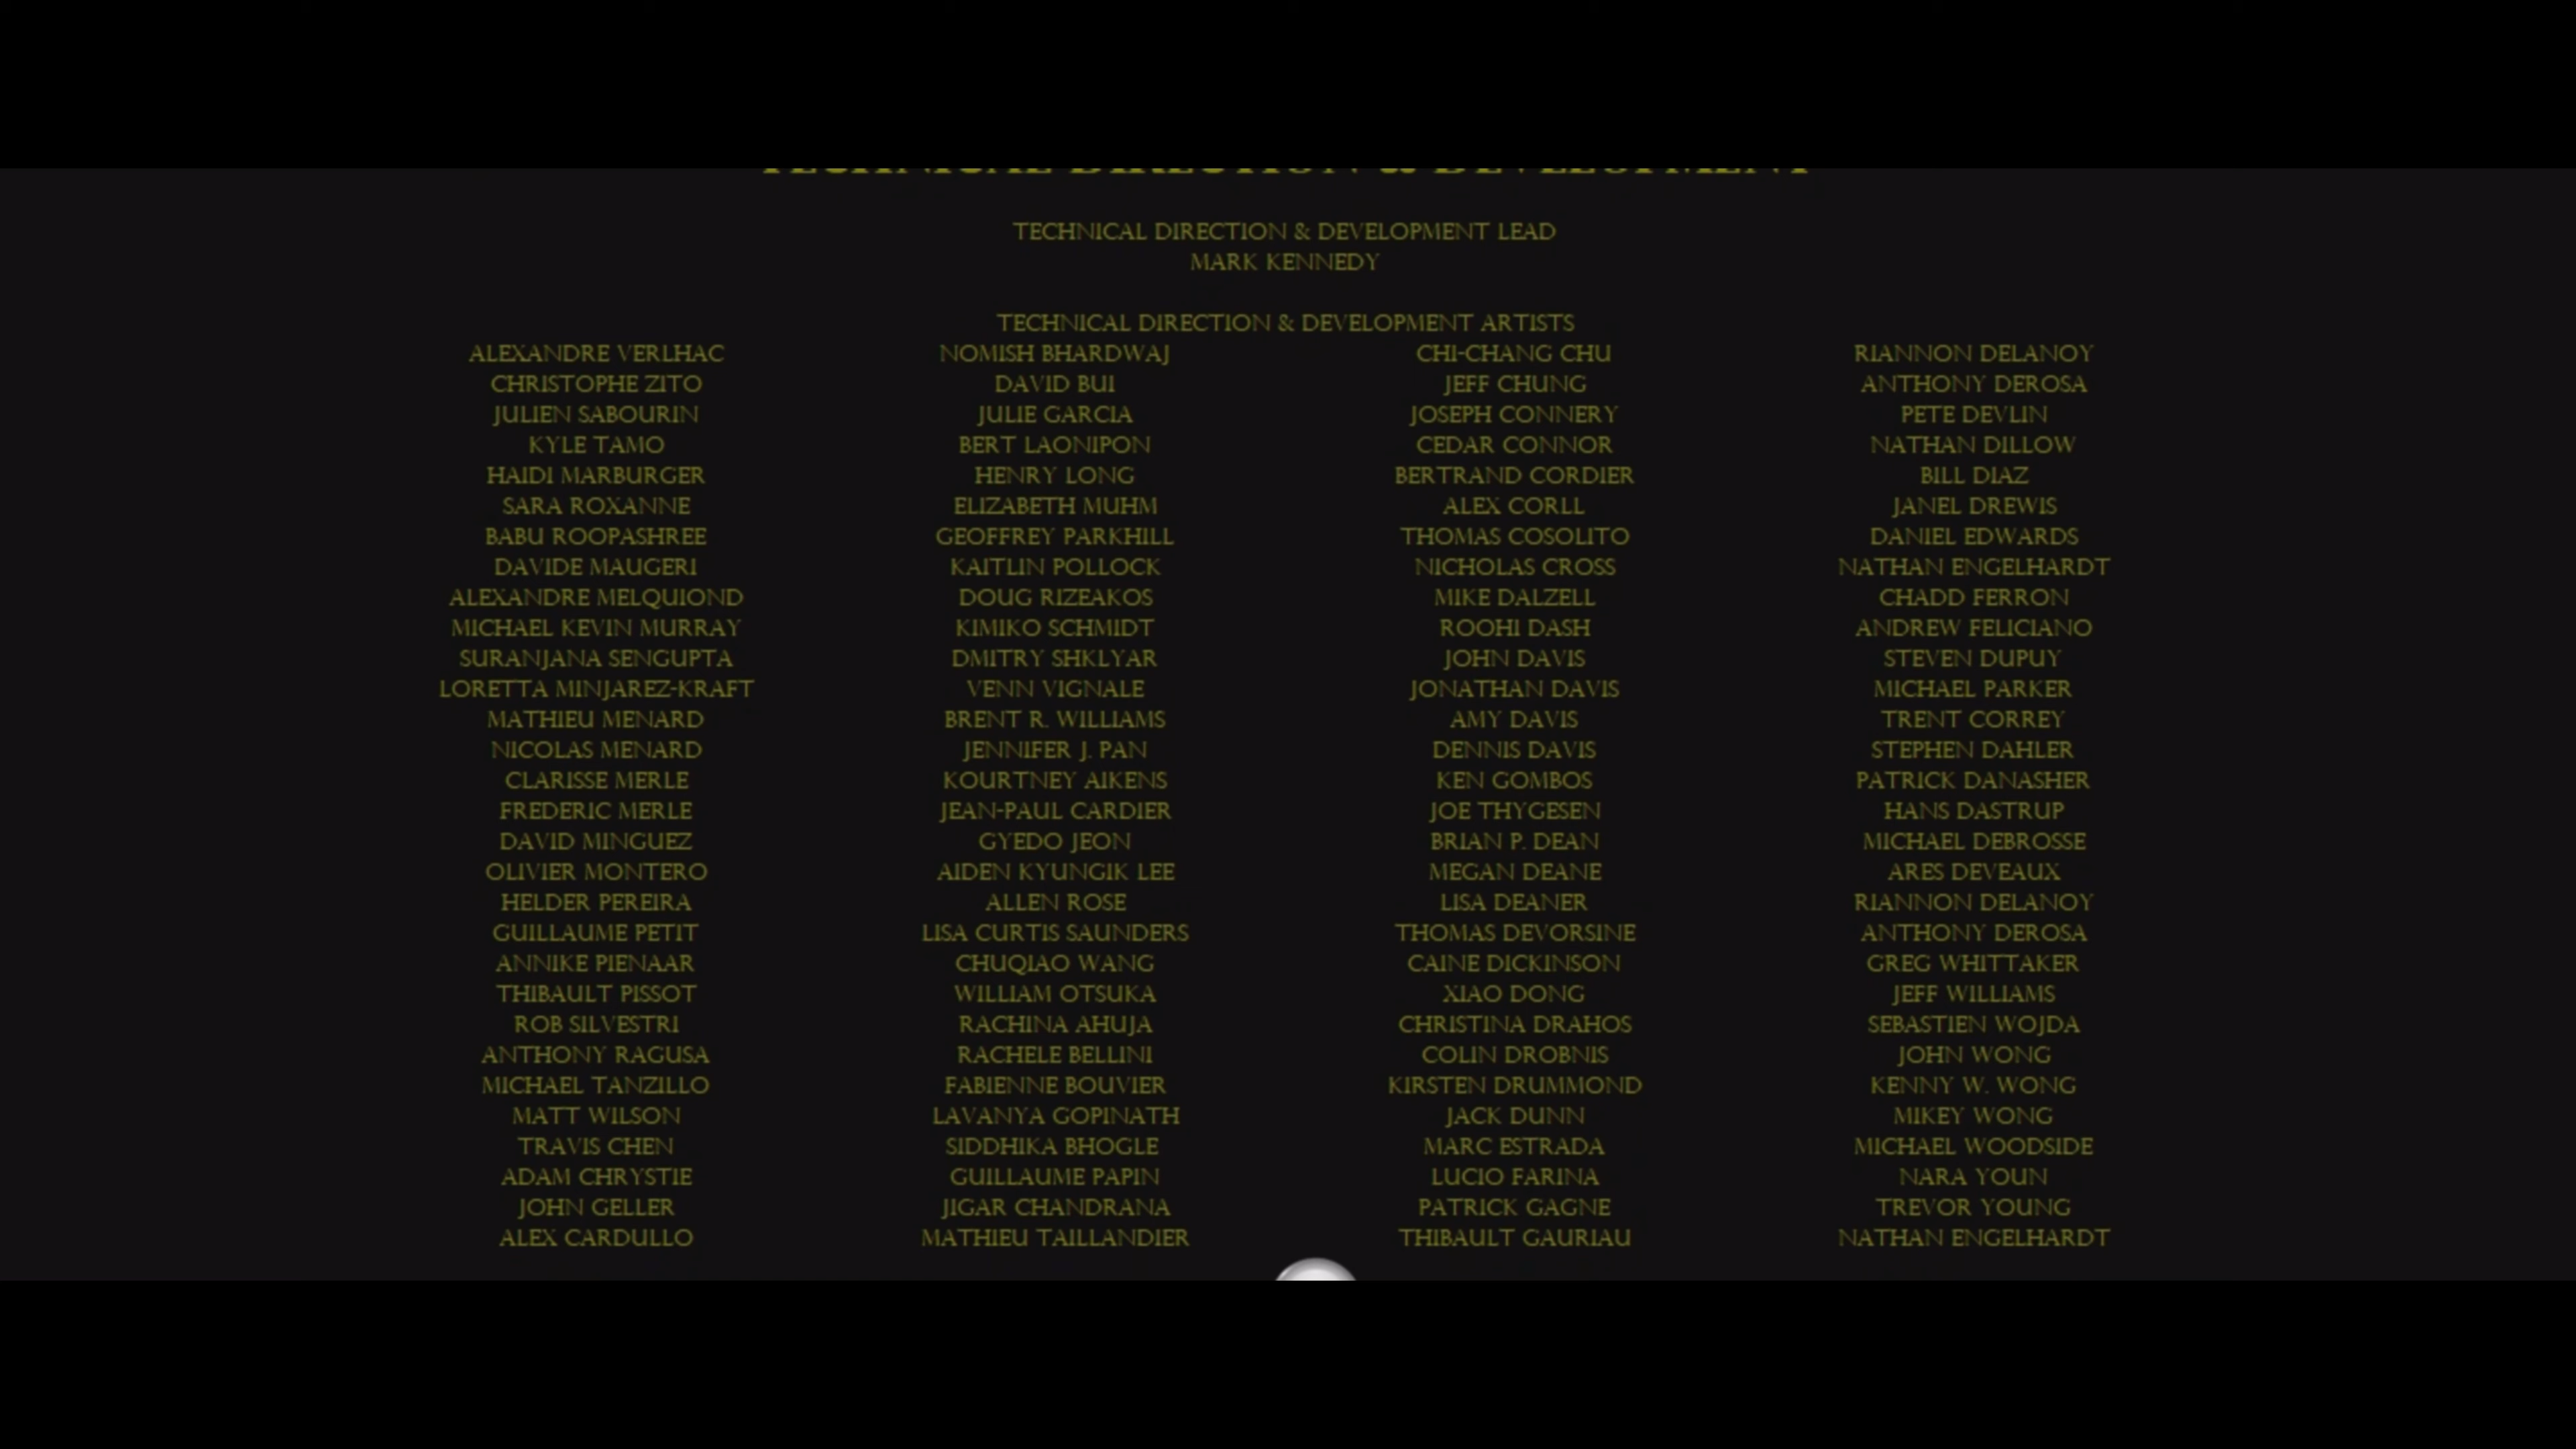 TECHNICAL DIRECTION & DEVELOPMENT
TECHNICAL DIRECTION & DEVELOPMENT LEAD
MARK KENNEDY
TECHNICAL DIRECTION & DEVELOPMENT ARTISTS
ALEXANDRE VERLHAC NOMISH BHARDWAJ CHI-CHANG CHU RIANNON DELANOY
CHRISTOPHE ZITO DAVID BUI JEFF CHUNG ANTHONY DEROSA
JULIEN SABOURIN JULIE GARCIA JOSEPH CONNERY PETE DEVLIN
KYLE TAMO BERT LAONIPON CEDAR CONNOR NATHAN DILLOW
HAIDI MARBURGER HENRY LONG BERTRAND CORDIER BILL DIAZ
SARA ROXANNE ELIZABETH MUHM ALEX CORLL JANEL DREWIS
BABU ROOPASHREE GEOFFREY PARKHILL THOMAS COSOLITO DANIEL EDWARDS
DAVIDE MAUGERI KAITLIN POLLOCK NICHOLAS CROSS NATHAN ENGELHARDT
ALEXANDRE MELQUIOND DOUG RIZEAKOS MIKE DALZELL CHADD FERRON
MICHAEL KEVIN MURRAY KIMIKO SCHMIDT ROOHI DASH ANDREW FELICIANO
SURANJANA SENGUPTA DMITRY SHKLYAR JOHN DAVIS STEVEN DUPUY
LORETTA MINJAREZ-KRAFT VENN VIGNALE JONATHAN DAVIS MICHAEL PARKER
MATHIEU MENARD BRENT R. WILLIAMS AMY DAVIS TRENT CORREY
NICOLAS MENARD JENNIFER J. PAN DENNIS DAVIS STEPHEN DAHLER
CLARISSE MERLE KOURTNEY AIKENS KEN GOMBOS PATRICK DANASHER
FREDERIC MERLE JEAN-PAUL CARDIER JOE THYGESEN HANS DASTRUP
DAVID MINGUEZ GYEDO JEON BRIAN P. DEAN MICHAEL DEBROSSE
OLIVIER MONTERO AIDEN KYUNGIK LEE MEGAN DEANE ARES DEVEAUX
HELDER PEREIRA ALLEN ROSE LISA DEANER RIANNON DELANOY
GUILLAUME PETIT LISA CURTIS SAUNDERS THOMAS DEVORSINE ANTHONY DEROSA
ANNIKE PIENAAR CHUQIAO WANG CAINE DICKINSON GREG WHITTAKER
THIBAULT PISSOT WILLIAM OTSUKA XIAO DONG JEFF WILLIAMS
ROB SILVESTRI RACHINA AHUJA CHRISTINA DRAHOS SEBASTIEN WOJDA
ANTHONY RAGUSA RACHELE BELLINI COLIN DROBNIS JOHN WONG
MICHAEL TANZILLO FABIENNE BOUVIER KIRSTEN DRUMMOND KENNY W. WONG
MATT WILSON LAVANYA GOPINATH JACK DUNN MIKEY WONG
TRAVIS CHEN SIDDHIKA BHOGLE MARC ESTRADA MICHAEL WOODSIDE
ADAM CHRYSTIE GUILLAUME PAPIN LUCIO FARINA NARA YOUN
JOHN GELLER JIGAR CHANDRANA PATRICK GAGNE TREVOR YOUNG
ALEX CARDULLO MATHIEU TAILLANDIER THIBAULT GAURIAU NATHAN ENGELHARDT